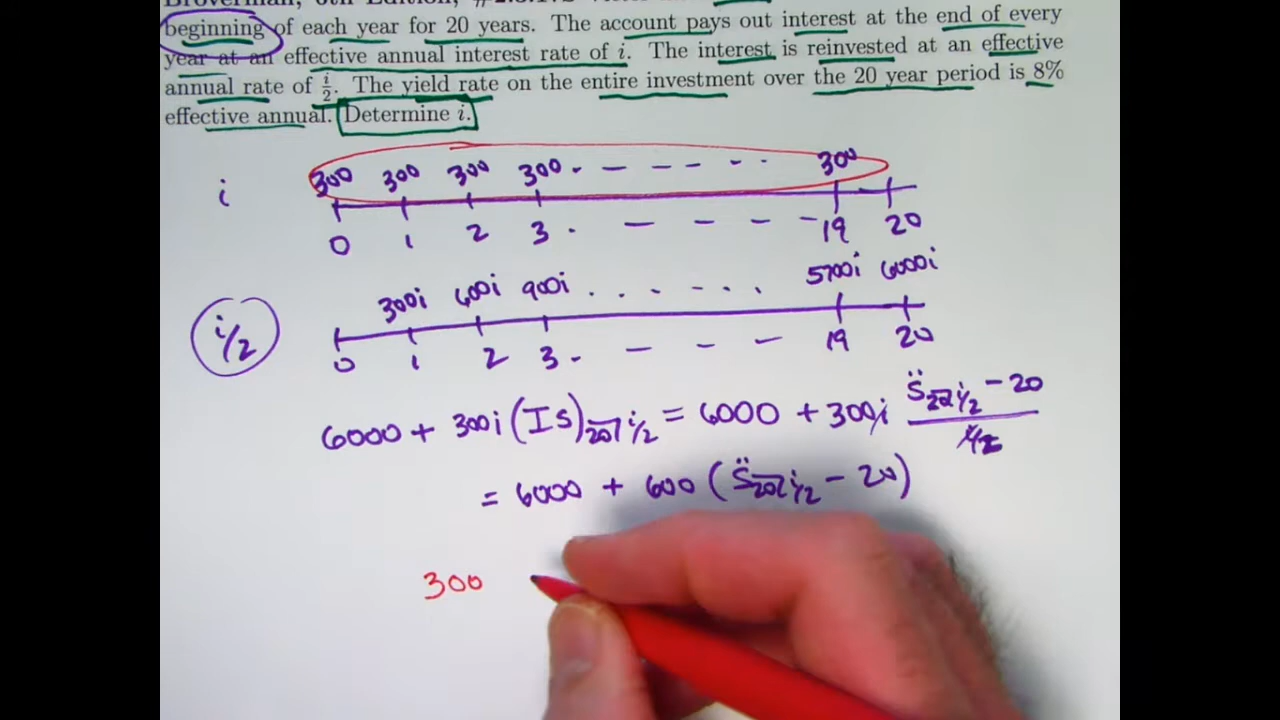 beginning of each year for 20 years. The account pays out interest at the end of every
year at an effective annual interest rate of i. The interest is reinvested at an effective
annual rate of i/2. The yield rate on the entire investment over the 20 year period is 8%
effective annual. Determine i.
300 300 300 300 . – – – · · 300
i
0 1 2 3 . – – – – 19 20
300i 600i 900i . . . . . . 5700i 6000i
i/2
0 1 2 3 . – – – 19 20
6000 + 300i (Is)20⌉i/2 = 6000 + 300i (s̈20⌉i/2 – 20)/(i/2)
= 6000 + 600 (s̈20⌉i/2 – 20)
300